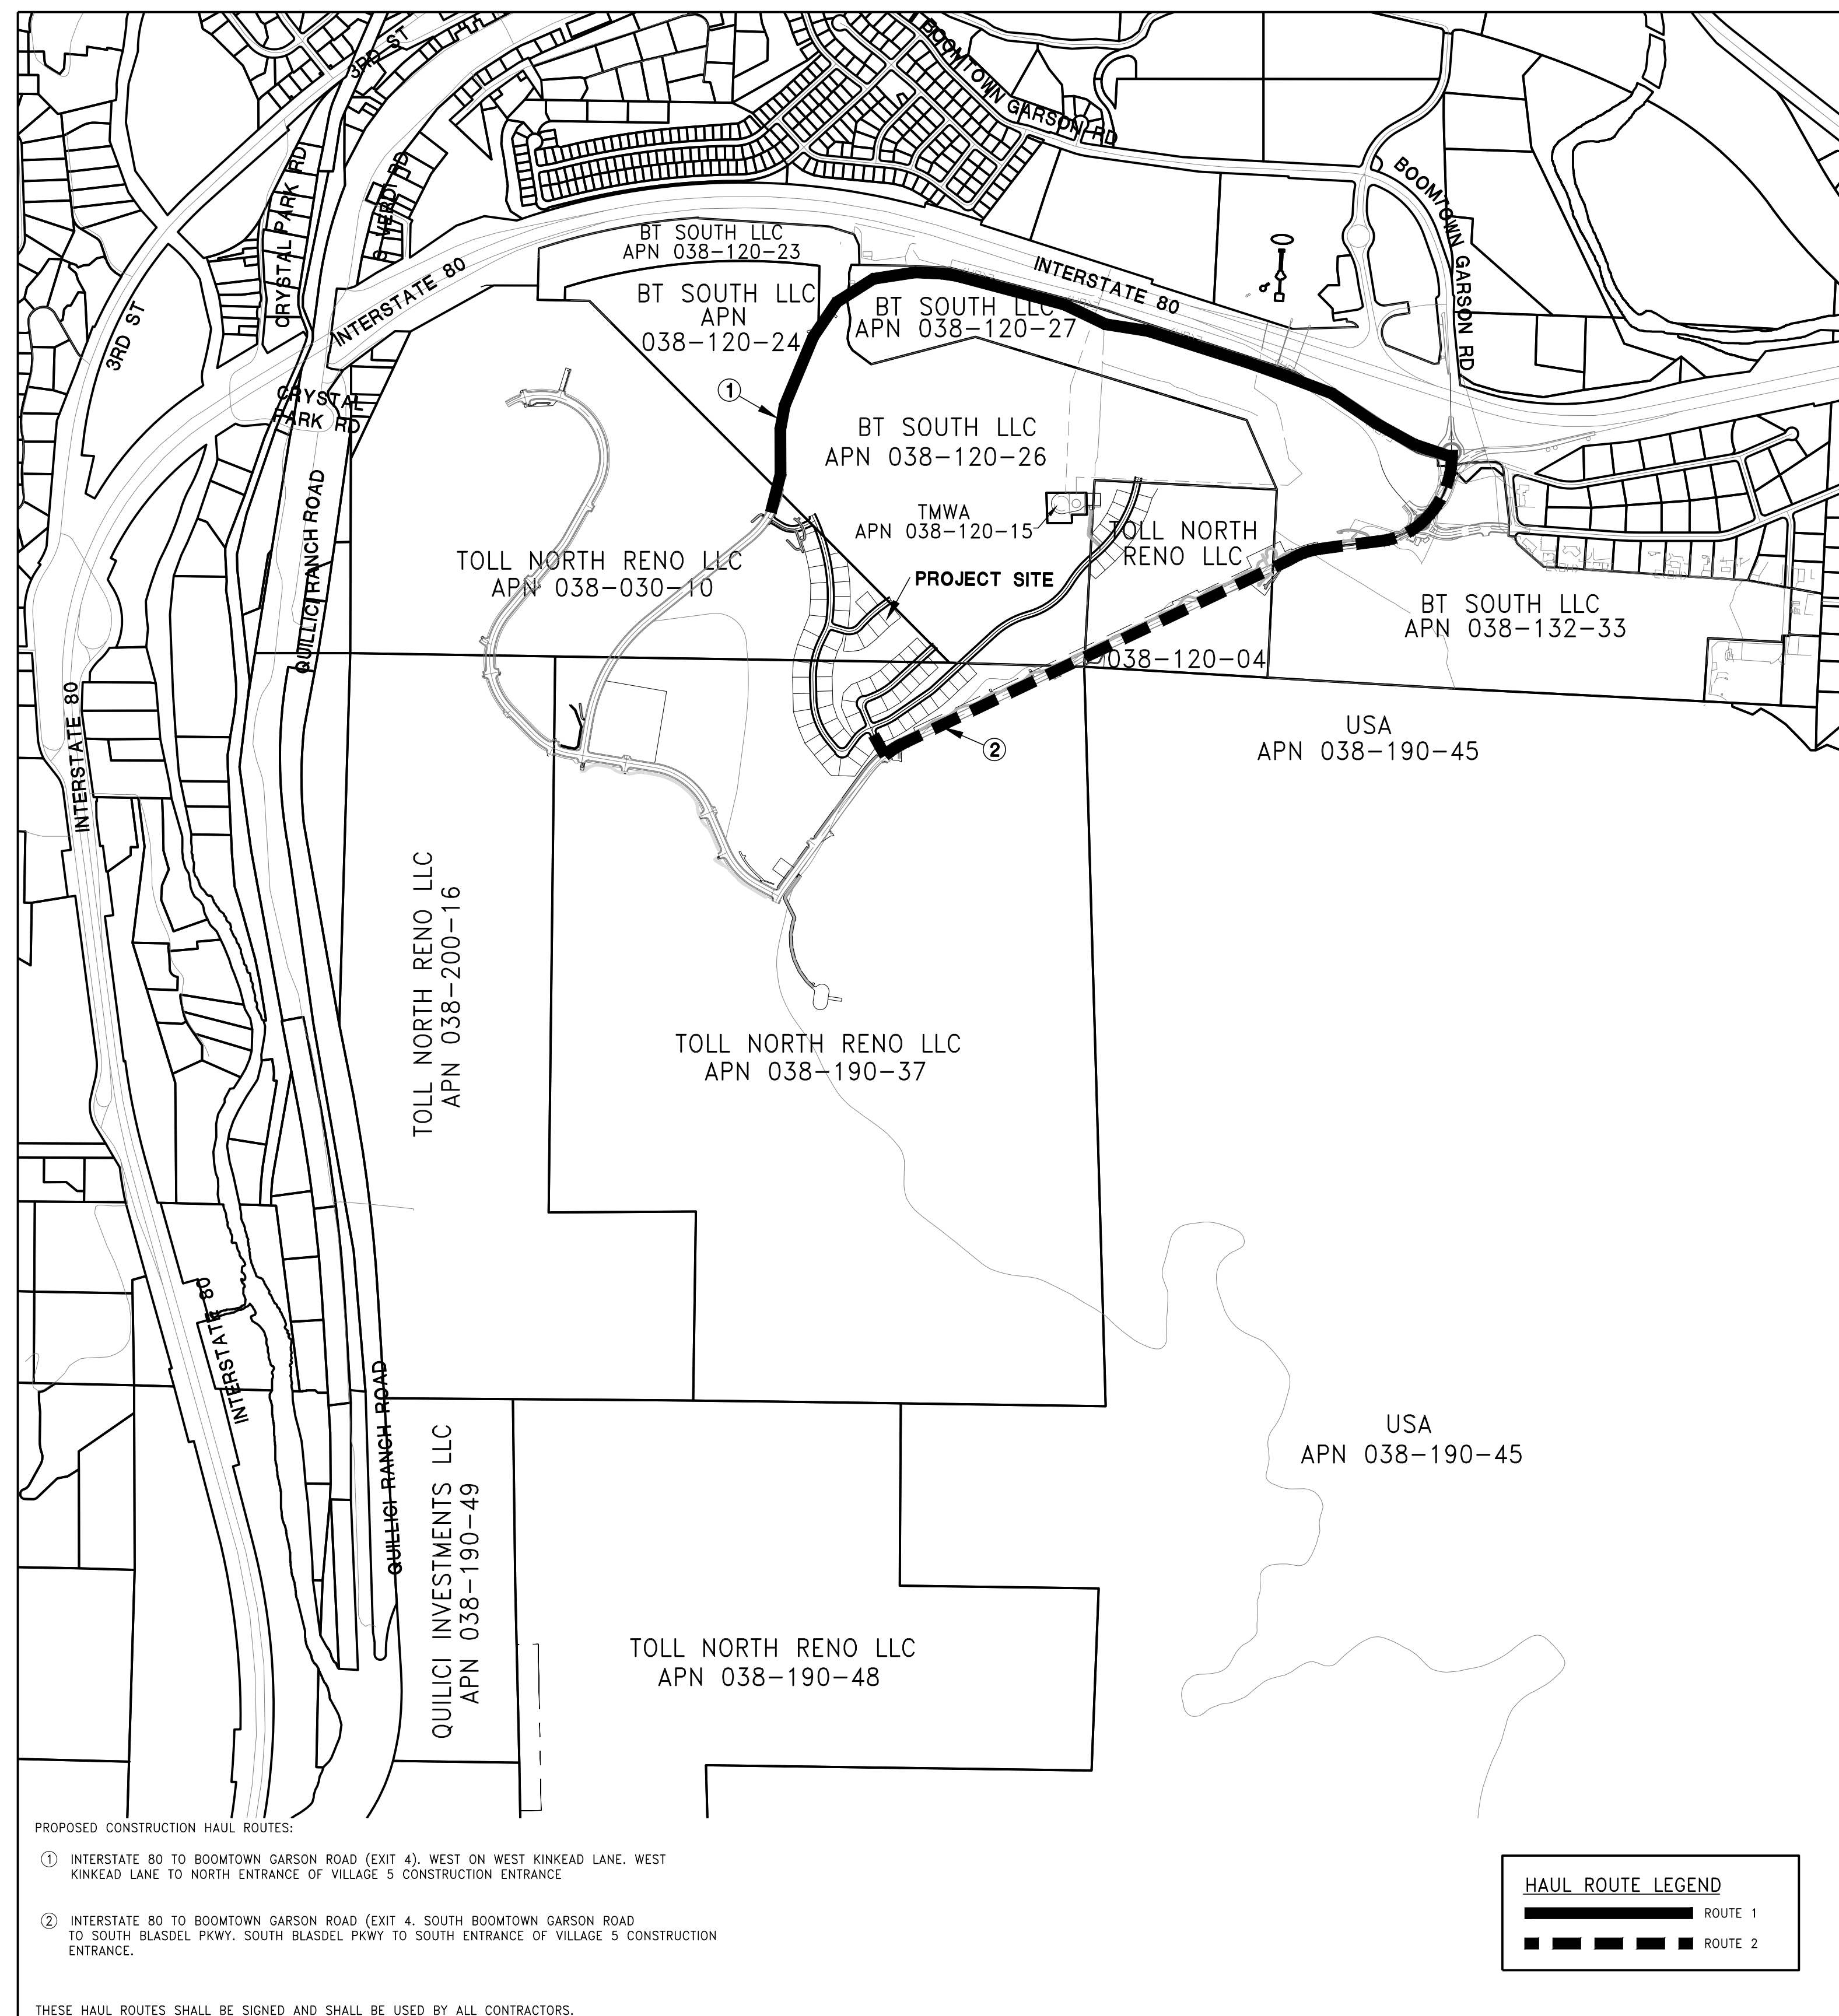 3RD ST
BOOMTOWN GARSON RD
CRYSTAL PARK RD
S VERDI RD
BOOMTOWN GARSON RD
BT SOUTH LLC
APN 038-120-23
INTERSTATE 80
INTERSTATE 80
3RD ST
BT SOUTH LLC
APN
038-120-24
BT SOUTH LLC
APN 038-120-27
1
CRYSTAL
PARK RD
BT SOUTH LLC
APN 038-120-26
QUILLICI RANCH ROAD
TMWA
APN 038-120-15
TOLL NORTH
RENO LLC
TOLL NORTH RENO LLC
APN 038-030-10
PROJECT SITE
BT SOUTH LLC
APN 038-132-33
038-120-04
INTERSTATE 80
2
USA
APN 038-190-45
TOLL NORTH RENO LLC
APN 038-200-16
TOLL NORTH RENO LLC
APN 038-190-37
INTERSTATE 80
QUILLICI RANCH ROAD
QUILICI INVESTMENTS LLC
APN 038-190-49
USA
APN 038-190-45
TOLL NORTH RENO LLC
APN 038-190-48
PROPOSED CONSTRUCTION HAUL ROUTES:
1 INTERSTATE 80 TO BOOMTOWN GARSON ROAD (EXIT 4). WEST ON WEST KINKEAD LANE. WEST
KINKEAD LANE TO NORTH ENTRANCE OF VILLAGE 5 CONSTRUCTION ENTRANCE
2 INTERSTATE 80 TO BOOMTOWN GARSON ROAD (EXIT 4. SOUTH BOOMTOWN GARSON ROAD
TO SOUTH BLASDEL PKWY. SOUTH BLASDEL PKWY TO SOUTH ENTRANCE OF VILLAGE 5 CONSTRUCTION
ENTRANCE.
HAUL ROUTE LEGEND
ROUTE 1
ROUTE 2
THESE HAUL ROUTES SHALL BE SIGNED AND SHALL BE USED BY ALL CONTRACTORS.